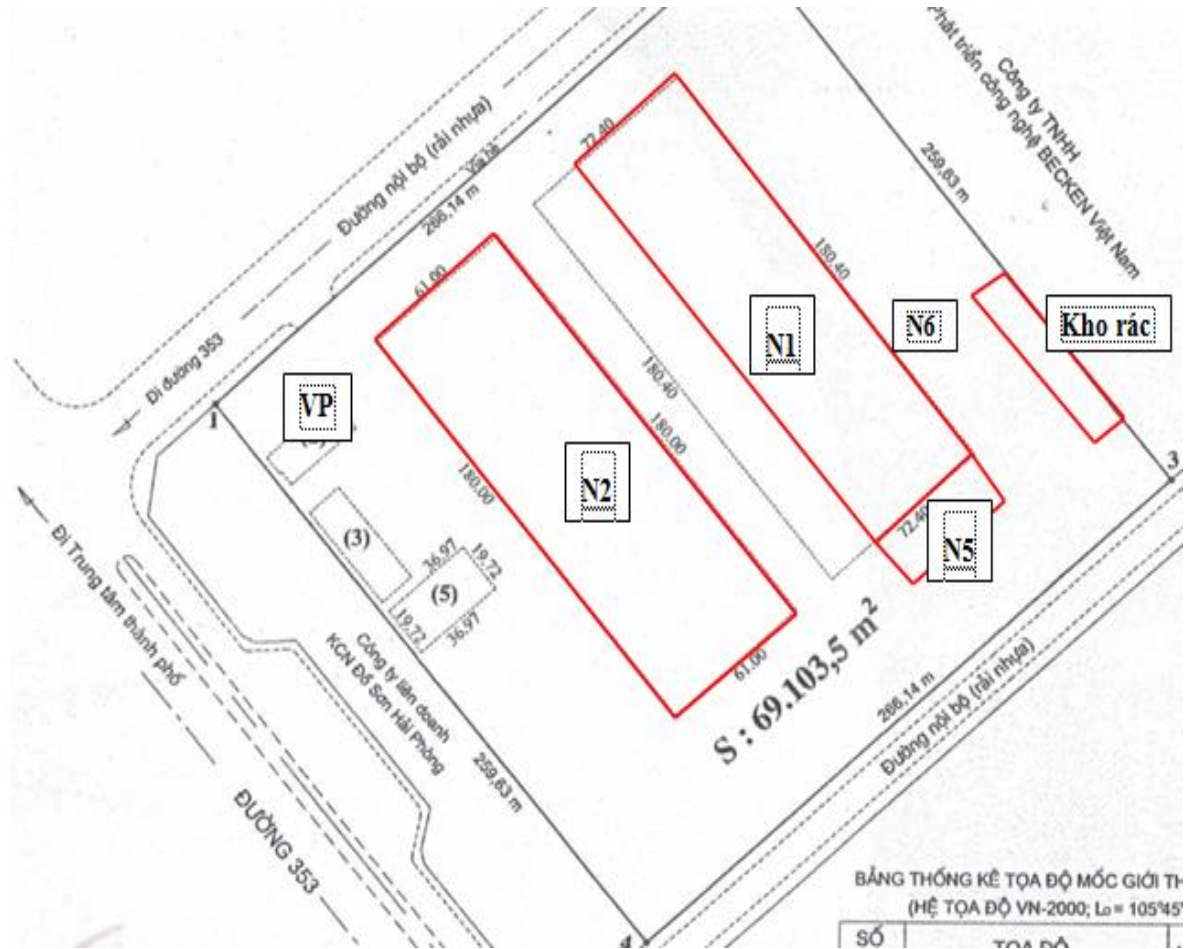 Phát triển công nghệ BECKEN Việt Nam
Công ty TNHH
259,63 m
Đường nội bộ (rải nhựa)
Vỉa hè
266,14 m
72.40
180.40
N1
N6
Kho rác
61.00
180.40
180.00
Đi đường 353
VP
1
N2
180.00
3
72.40
N5
(3)
36.97
19.72
(5)
19.72
36.97
Đi Trung tâm thành phố
Công ty liên doanh
KCN Đồ Sơn Hải Phòng
61.00
S : 69.103,5 m²
266,14 m
Đường nội bộ (rải nhựa)
259,63 m
ĐƯỜNG 353
4
BẢNG THỐNG KÊ TỌA ĐỘ MỐC GIỚI
(HỆ TỌA ĐỘ VN-2000; Lo = 105°45'
SỐ
TỌA ĐỘ